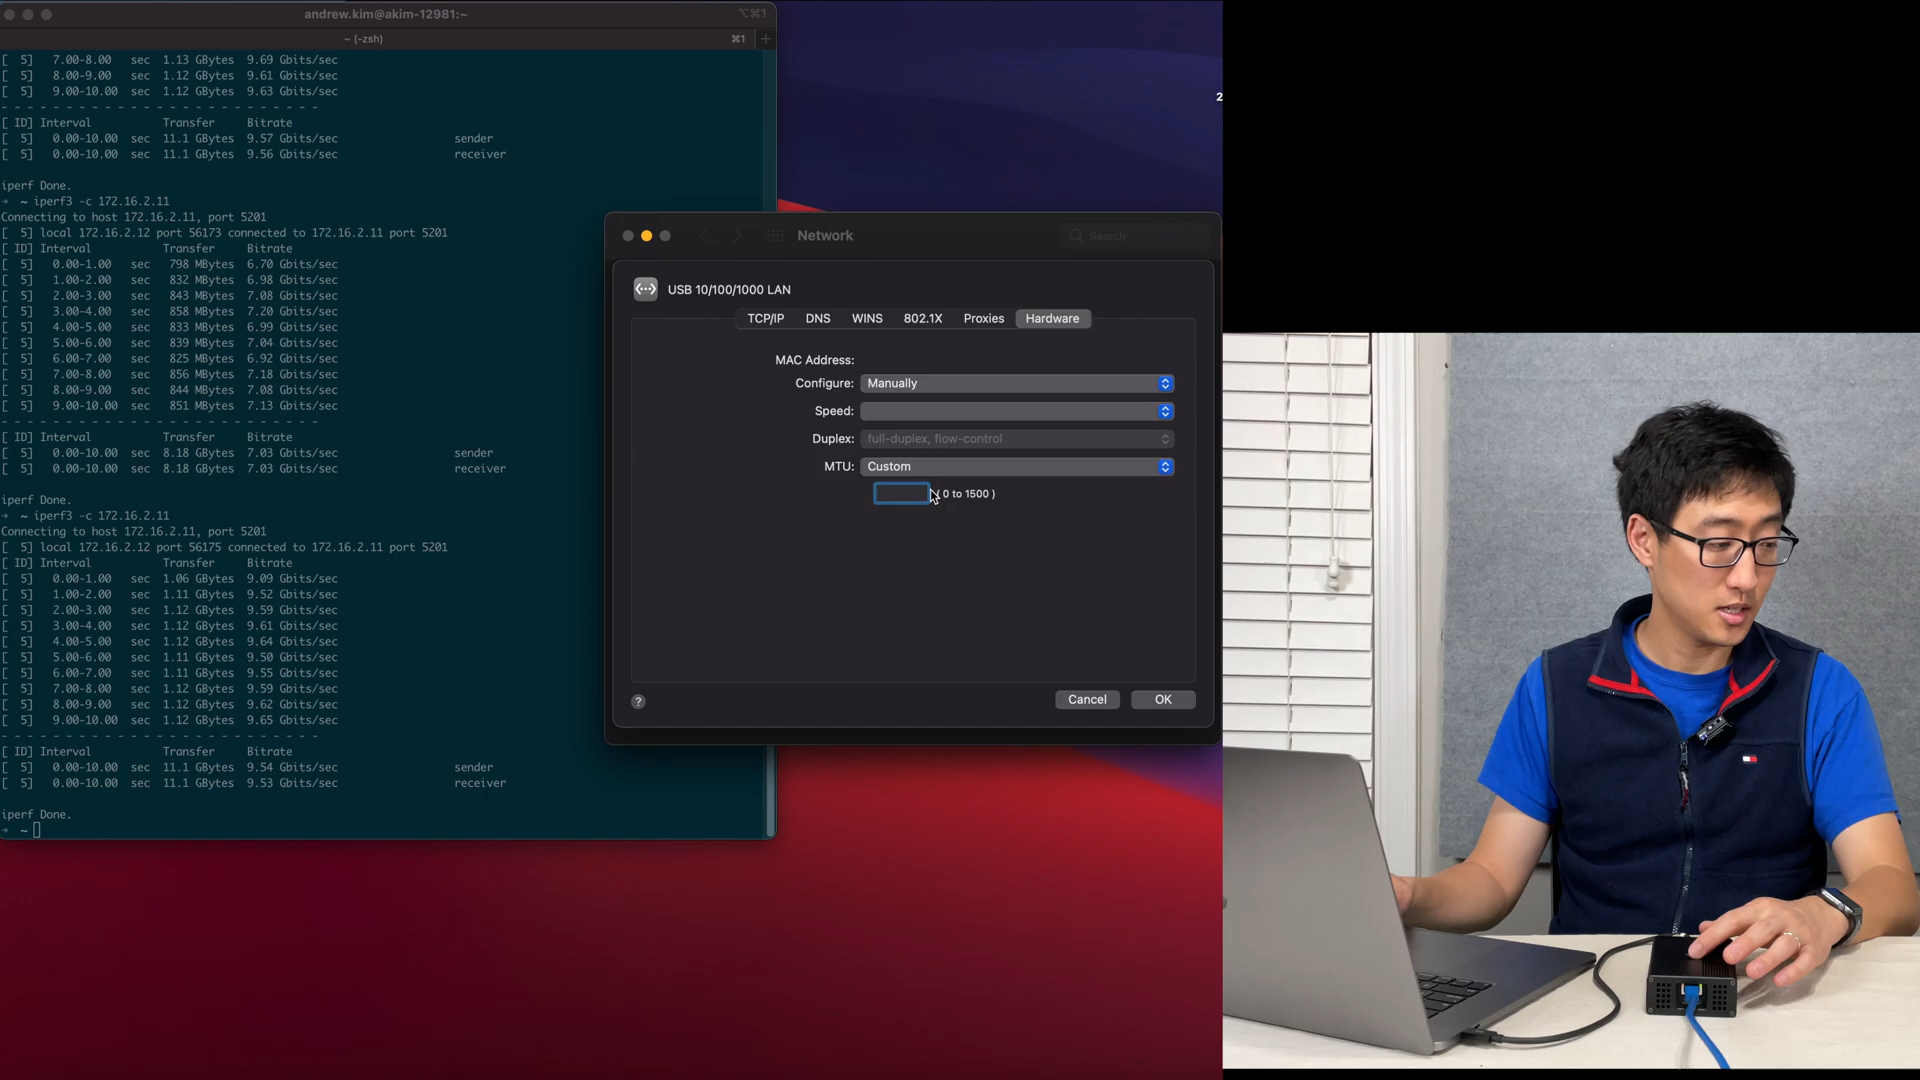 andrew.kim@akim-12981:~
⌥⌘1
~ (-zsh)
⌘1
+
[  5]   7.00-8.00   sec  1.13 GBytes  9.69 Gbits/sec
[  5]   8.00-9.00   sec  1.12 GBytes  9.61 Gbits/sec
[  5]   9.00-10.00  sec  1.12 GBytes  9.63 Gbits/sec
- - - - - - - - - - - - - - - - - - - - - - - - -
[ ID] Interval           Transfer     Bitrate
[  5]   0.00-10.00  sec  11.1 GBytes  9.57 Gbits/sec                  sender
[  5]   0.00-10.00  sec  11.1 GBytes  9.56 Gbits/sec                  receiver
iperf Done.
→  ~ iperf3 -c 172.16.2.11
Connecting to host 172.16.2.11, port 5201
[  5] local 172.16.2.12 port 56173 connected to 172.16.2.11 port 5201
[ ID] Interval           Transfer     Bitrate
[  5]   0.00-1.00   sec   798 MBytes  6.70 Gbits/sec
[  5]   1.00-2.00   sec   832 MBytes  6.98 Gbits/sec
[  5]   2.00-3.00   sec   843 MBytes  7.08 Gbits/sec
[  5]   3.00-4.00   sec   858 MBytes  7.20 Gbits/sec
[  5]   4.00-5.00   sec   833 MBytes  6.99 Gbits/sec
[  5]   5.00-6.00   sec   839 MBytes  7.04 Gbits/sec
[  5]   6.00-7.00   sec   825 MBytes  6.92 Gbits/sec
[  5]   7.00-8.00   sec   856 MBytes  7.18 Gbits/sec
[  5]   8.00-9.00   sec   844 MBytes  7.08 Gbits/sec
[  5]   9.00-10.00  sec   851 MBytes  7.13 Gbits/sec
- - - - - - - - - - - - - - - - - - - - - - - - -
[ ID] Interval           Transfer     Bitrate
[  5]   0.00-10.00  sec  8.18 GBytes  7.03 Gbits/sec                  sender
[  5]   0.00-10.00  sec  8.18 GBytes  7.03 Gbits/sec                  receiver
iperf Done.
→  ~ iperf3 -c 172.16.2.11
Connecting to host 172.16.2.11, port 5201
[  5] local 172.16.2.12 port 56175 connected to 172.16.2.11 port 5201
[ ID] Interval           Transfer     Bitrate
[  5]   0.00-1.00   sec  1.06 GBytes  9.09 Gbits/sec
[  5]   1.00-2.00   sec  1.11 GBytes  9.52 Gbits/sec
[  5]   2.00-3.00   sec  1.12 GBytes  9.59 Gbits/sec
[  5]   3.00-4.00   sec  1.12 GBytes  9.61 Gbits/sec
[  5]   4.00-5.00   sec  1.12 GBytes  9.64 Gbits/sec
[  5]   5.00-6.00   sec  1.11 GBytes  9.50 Gbits/sec
[  5]   6.00-7.00   sec  1.11 GBytes  9.55 Gbits/sec
[  5]   7.00-8.00   sec  1.12 GBytes  9.59 Gbits/sec
[  5]   8.00-9.00   sec  1.12 GBytes  9.62 Gbits/sec
[  5]   9.00-10.00  sec  1.12 GBytes  9.65 Gbits/sec
- - - - - - - - - - - - - - - - - - - - - - - - -
[ ID] Interval           Transfer     Bitrate
[  5]   0.00-10.00  sec  11.1 GBytes  9.54 Gbits/sec                  sender
[  5]   0.00-10.00  sec  11.1 GBytes  9.53 Gbits/sec                  receiver
iperf Done.
→  ~
2
Network
Search
USB 10/100/1000 LAN
TCP/IP DNS WINS 802.1X Proxies Hardware
MAC Address:
Configure: Manually
Speed:
Duplex: full-duplex, flow-control
MTU: Custom
( 0 to 1500 )
?
Cancel OK